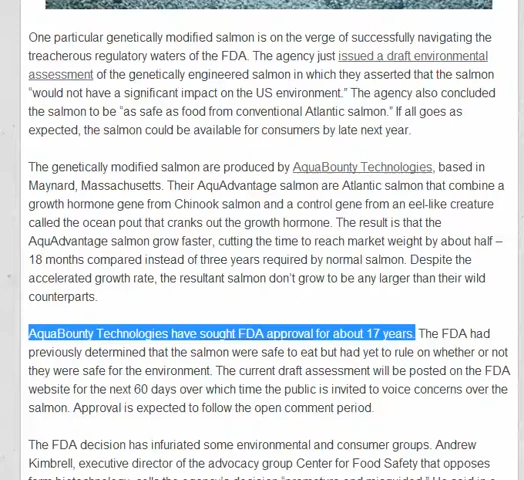 One particular genetically modified salmon is on the verge of successfully navigating the
treacherous regulatory waters of the FDA. The agency just issued a draft environmental
assessment of the genetically engineered salmon in which they asserted that the salmon
"would not have a significant impact on the US environment." The agency also concluded
the salmon to be "as safe as food from conventional Atlantic salmon." If all goes as
expected, the salmon could be available for consumers by late next year.
The genetically modified salmon are produced by AquaBounty Technologies, based in
Maynard, Massachusetts. Their AquAdvantage salmon are Atlantic salmon that combine a
growth hormone gene from Chinook salmon and a control gene from an eel-like creature
called the ocean pout that cranks out the growth hormone. The result is that the
AquAdvantage salmon grow faster, cutting the time to reach market weight by about half –
18 months compared instead of three years required by normal salmon. Despite the
accelerated growth rate, the resultant salmon don't grow to be any larger than their wild
counterparts.
AquaBounty Technologies have sought FDA approval for about 17 years. The FDA had
previously determined that the salmon were safe to eat but had yet to rule on whether or not
they were safe for the environment. The current draft assessment will be posted on the FDA
website for the next 60 days over which time the public is invited to voice concerns over the
salmon. Approval is expected to follow the open comment period.
The FDA decision has infuriated some environmental and consumer groups. Andrew
Kimbrell, executive director of the advocacy group Center for Food Safety that opposes